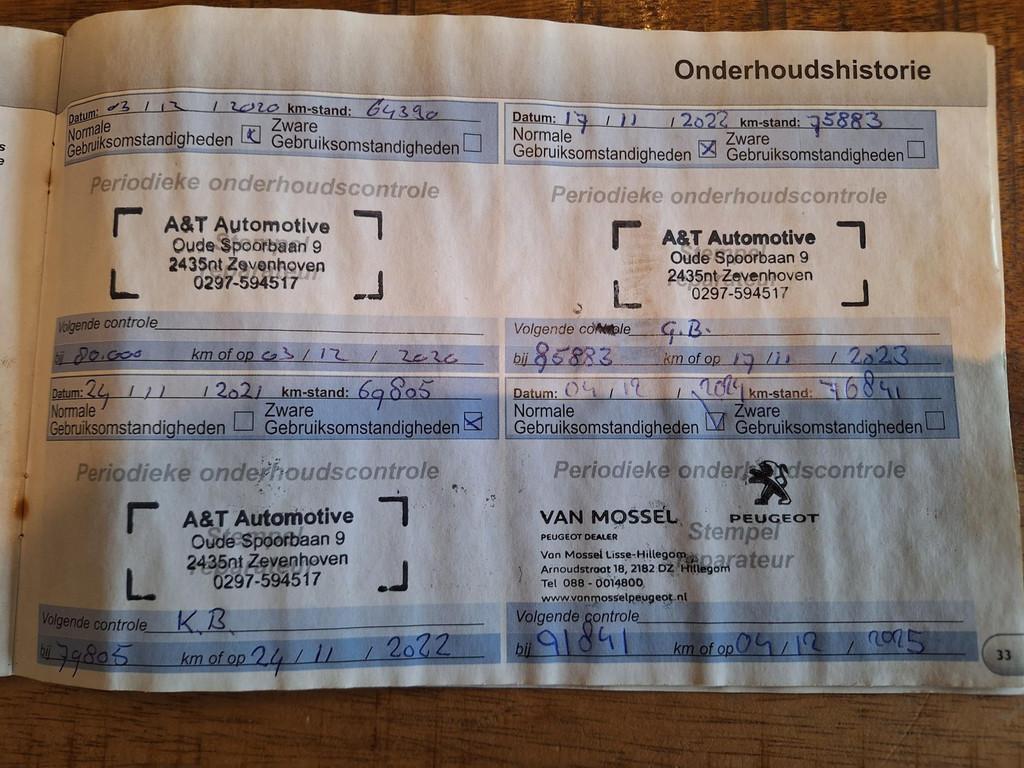 Onderhoudshistorie
Datum: 03 / 12 / 2020 km-stand: 64390
Normale Gebruiksomstandigheden Zware Gebruiksomstandigheden
Periodieke onderhoudscontrole
Stempel reparateur
A&T Automotive
Oude Spoorbaan 9
2435nt Zevenhoven
0297-594517
Volgende controle
bij 80.000 km of op 03 / 12 / 2020
Datum: 24 / 11 / 2021 km-stand: 69805
Normale Gebruiksomstandigheden Zware Gebruiksomstandigheden
Periodieke onderhoudscontrole
Stempel reparateur
A&T Automotive
Oude Spoorbaan 9
2435nt Zevenhoven
0297-594517
Volgende controle K.B.
bij 79805 km of op 24 / 11 / 2022
Datum: 17 / 11 / 2022 km-stand: 75883
Normale Gebruiksomstandigheden Zware Gebruiksomstandigheden
Periodieke onderhoudscontrole
Stempel reparateur
A&T Automotive
Oude Spoorbaan 9
2435nt Zevenhoven
0297-594517
Volgende controle G.B.
bij 85883 km of op 17 / 11 / 2023
Datum: 04 / 12 / 2024 km-stand: 76841
Normale Gebruiksomstandigheden Zware Gebruiksomstandigheden
Periodieke onderhoudscontrole
Stempel reparateur
VAN MOSSEL PEUGEOT
PEUGEOT DEALER
Van Mossel Lisse-Hillegom
Arnoudstraat 18, 2182 DZ Hillegom
Tel 088 - 0014800
www.vanmosselpeugeot.nl
Volgende controle
bij 91841 km of op 04 / 12 / 2025
33